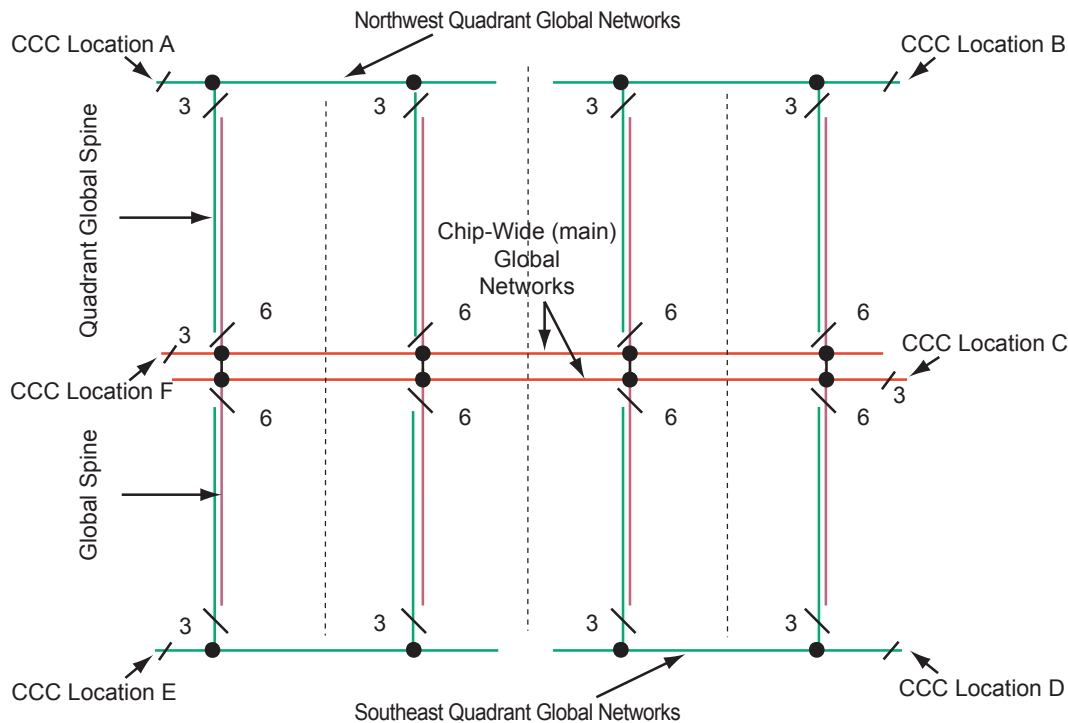 Northwest Quadrant Global Networks
CCC Location A
CCC Location B
3
3
3
3
Quadrant Global Spine
Chip-Wide (main)
Global
Networks
6
6
6
6
3
CCC Location C
CCC Location F
3
6
6
6
6
Global Spine
3
3
3
3
CCC Location E
CCC Location D
Southeast Quadrant Global Networks